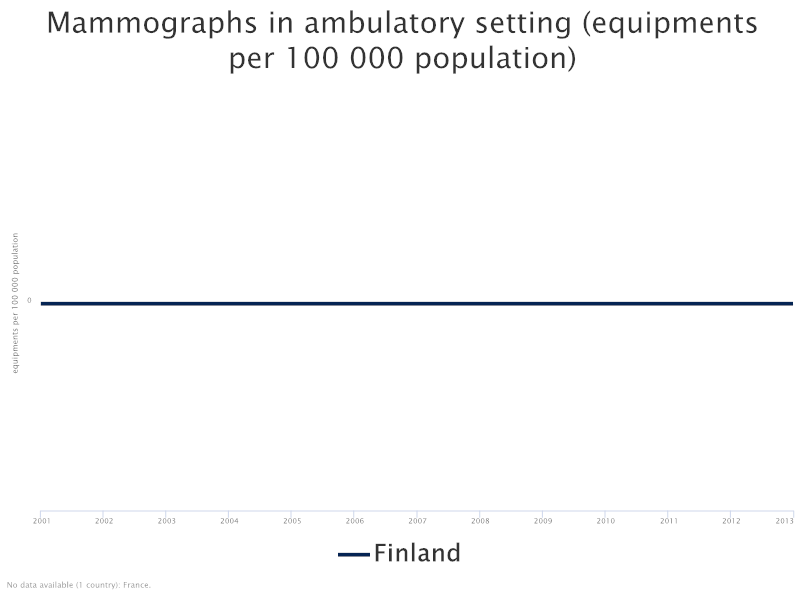 Mammographs in ambulatory setting (equipments
per 100 000 population)
equipments per 100 000 population
0
2001 2002 2003 2004 2005 2006 2007 2008 2009 2010 2011 2012 2013
Finland
No data available (1 country): France.